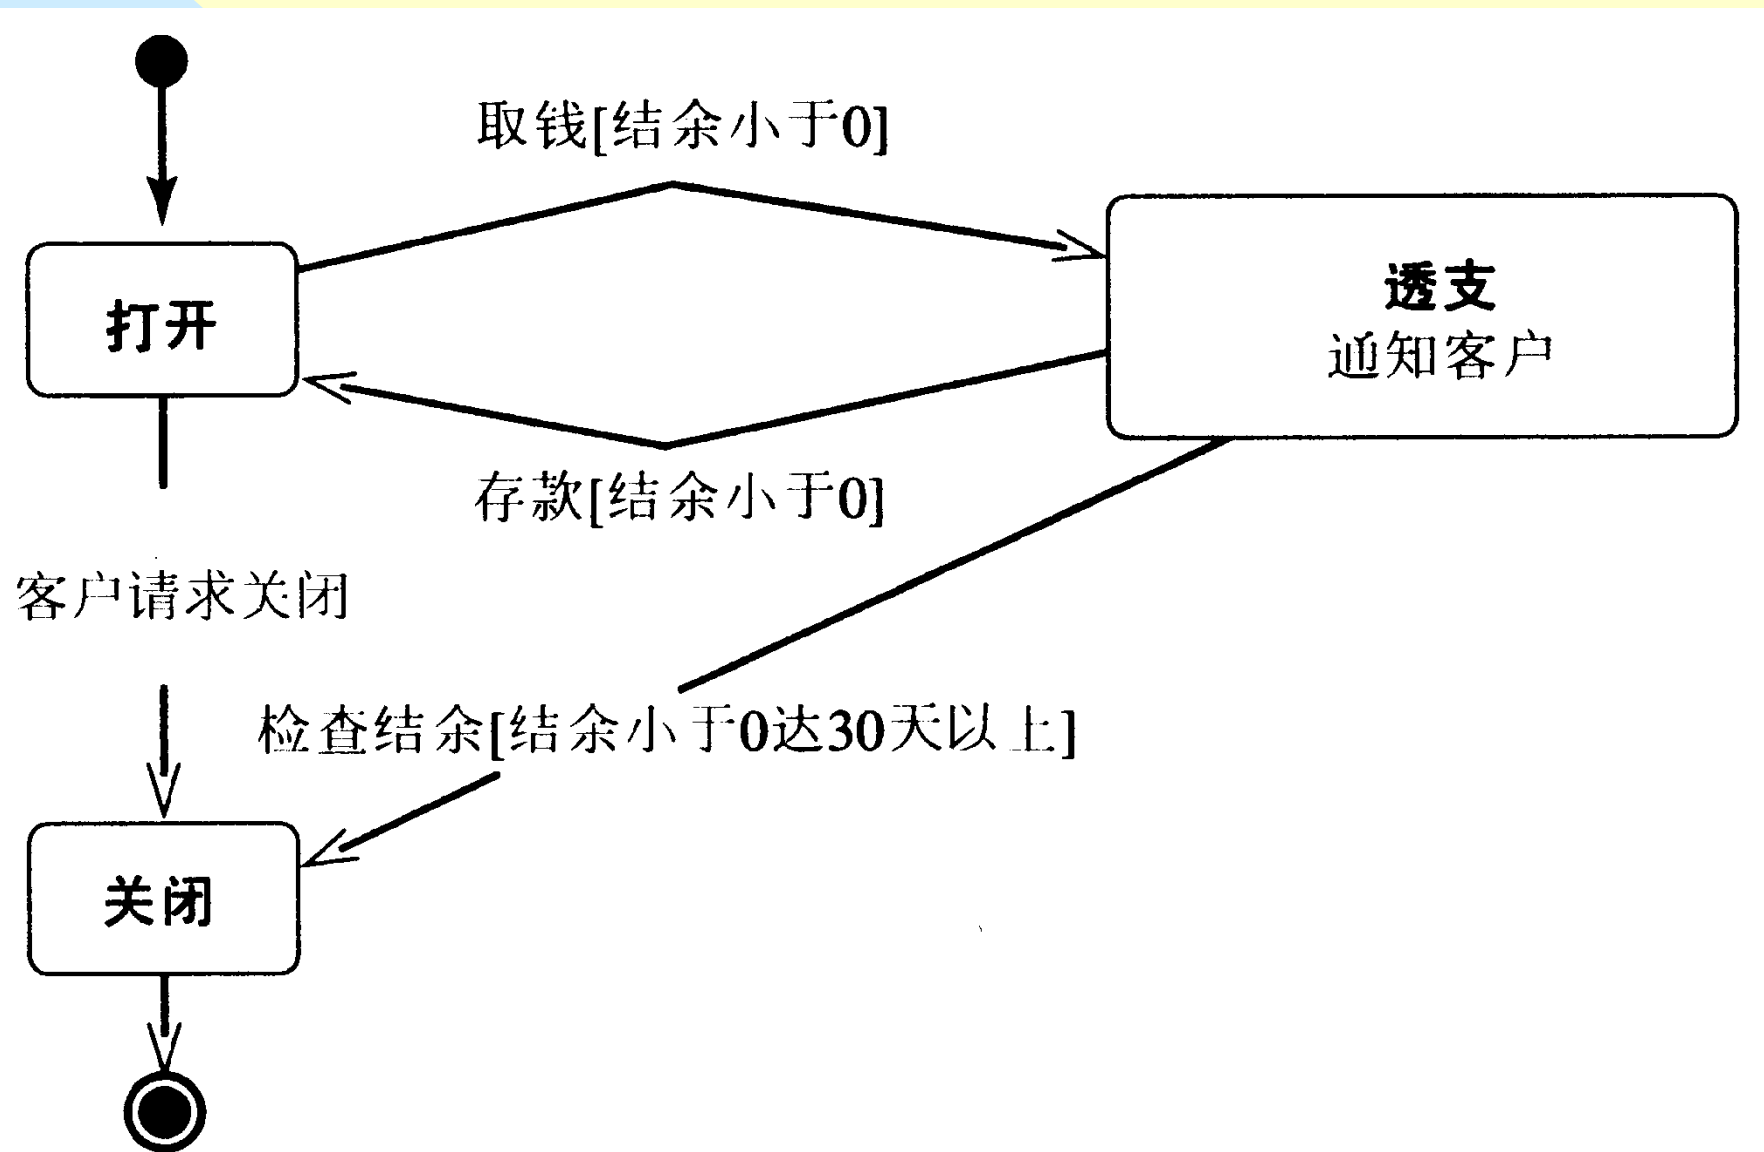 取钱[结余小于0]
打开
透支
通知客户
存款[结余小于0]
客户请求关闭
检查结余[结余小于0达30天以上]
关闭